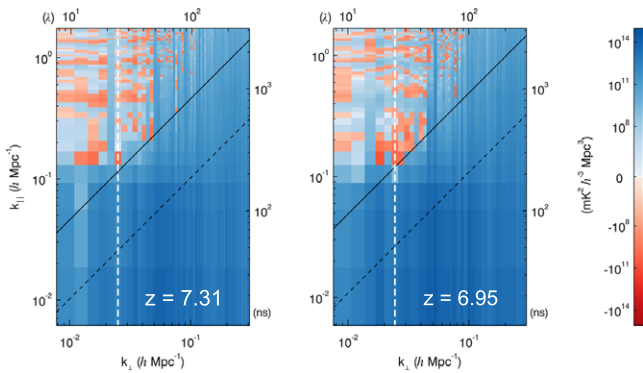 (λ) 10¹ 10² (λ) 10¹ 10²
10⁰ 10⁰
10¹⁴
10³ 10³
10¹¹
k|| (h Mpc⁻¹)
0
(mK² h⁻³ Mpc³)
10⁻¹ 10⁻¹
10² 10²
-10¹¹
z = 7.31 z = 6.95
-10¹⁴
10⁻² (ns) 10⁻² (ns)
10⁻² 10⁻¹ 10⁻² 10⁻¹
k⊥ (h Mpc⁻¹) k⊥ (h Mpc⁻¹)